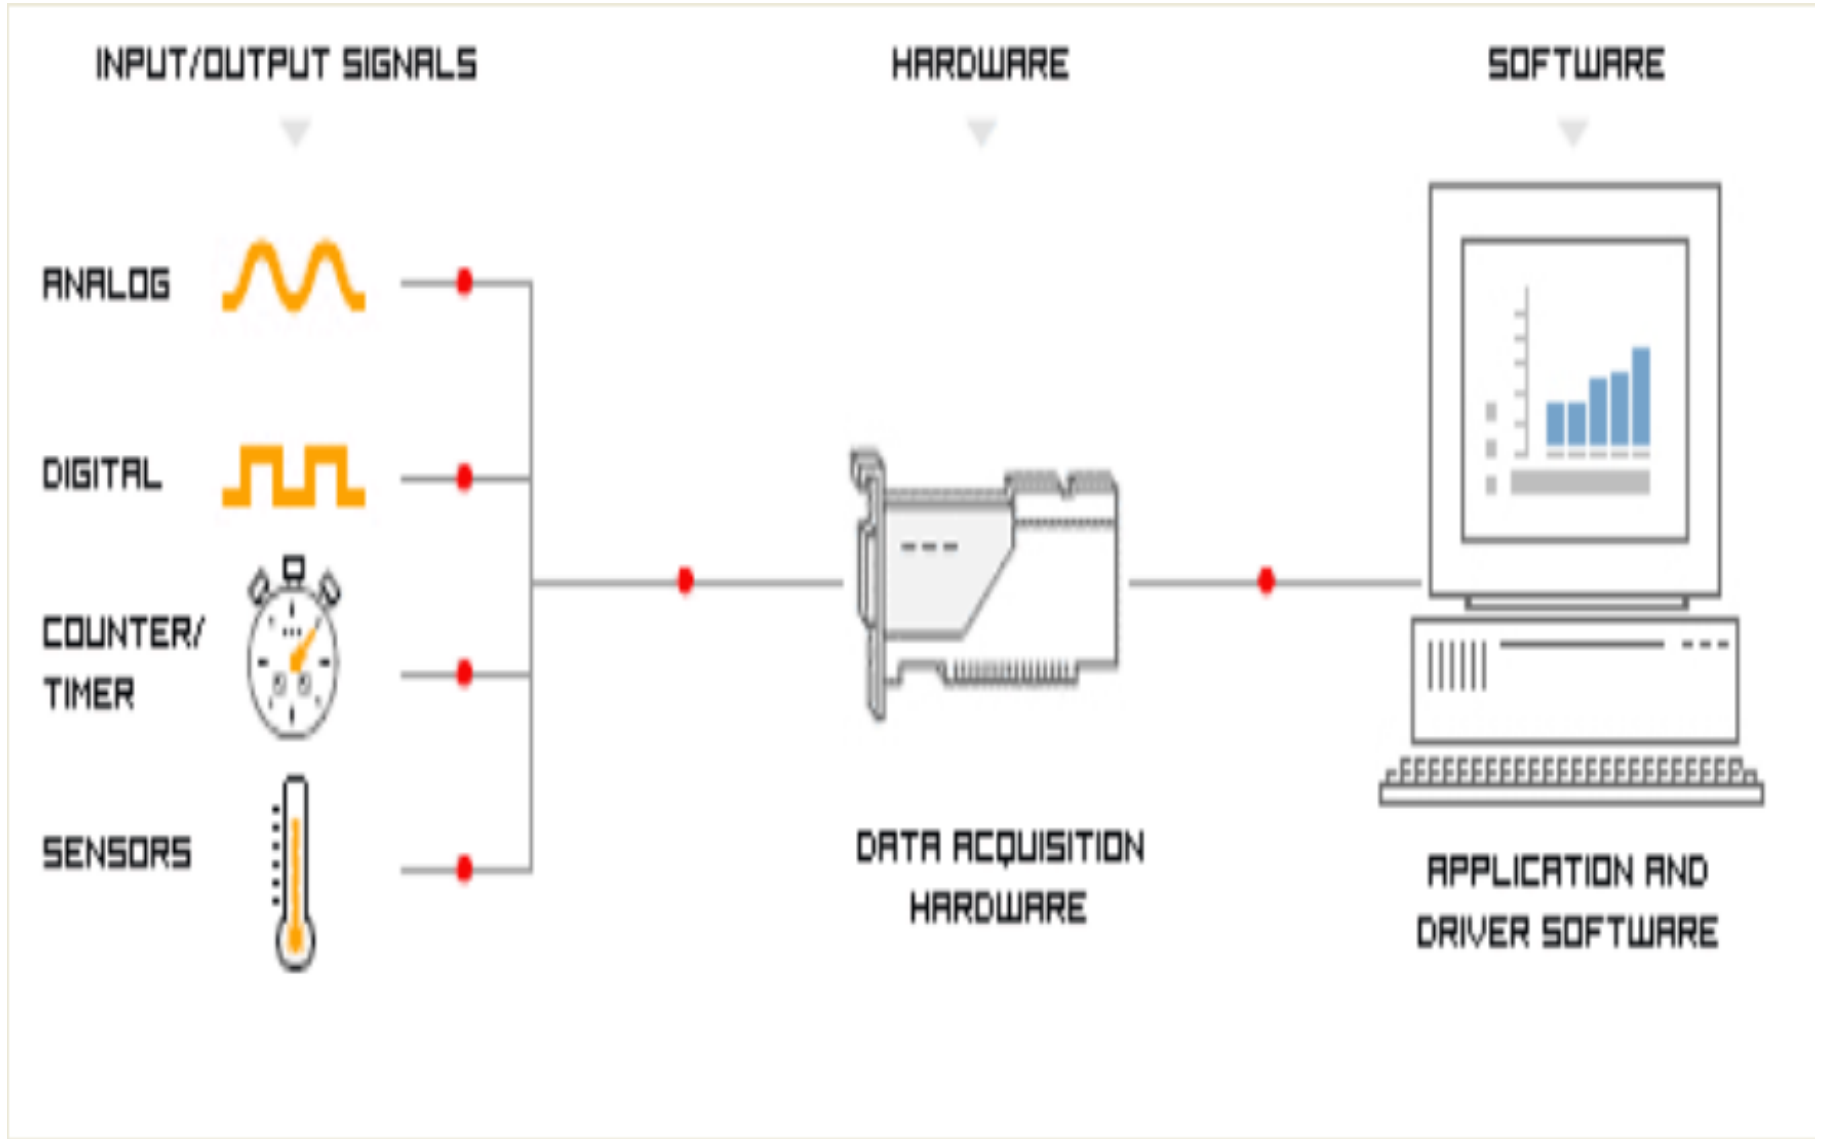 INPUT/OUTPUT SIGNALS
HARDWARE
SOFTWARE
ANALOG
DIGITAL
COUNTER/
TIMER
SENSORS
DATA ACQUISITION
HARDWARE
APPLICATION AND
DRIVER SOFTWARE